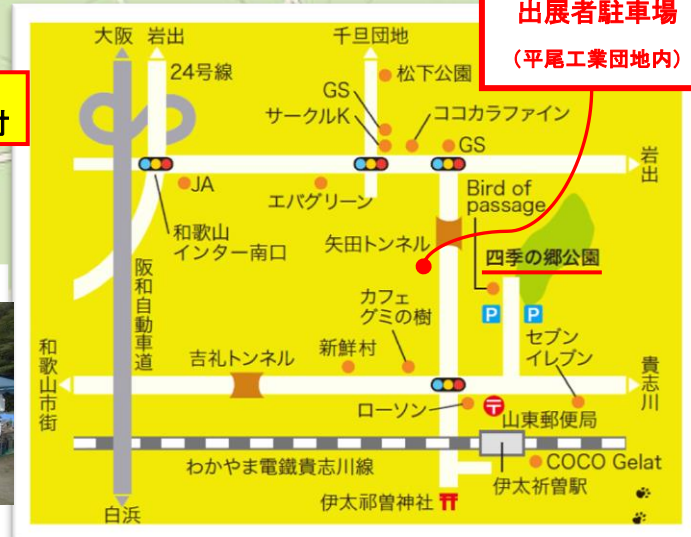 出展者駐車場
(平尾工業団地内)
付
大阪 岩出
千旦団地
24号線
松下公園
GS
サークルK
ココカラファイン
GS
岩出
JA
エバグリーン
Bird of
passage
和歌山
インター南口
矢田トンネル
四季の郷公園
阪和自動車道
カフェ
グミの樹
P P
セブン
イレブン
和歌山市街
吉礼トンネル
新鮮村
貴志川
ローソン
〒
山東郵便局
わかやま電鐵貴志川線
COCO Gelat
伊太祈曽駅
伊太祁曽神社
白浜